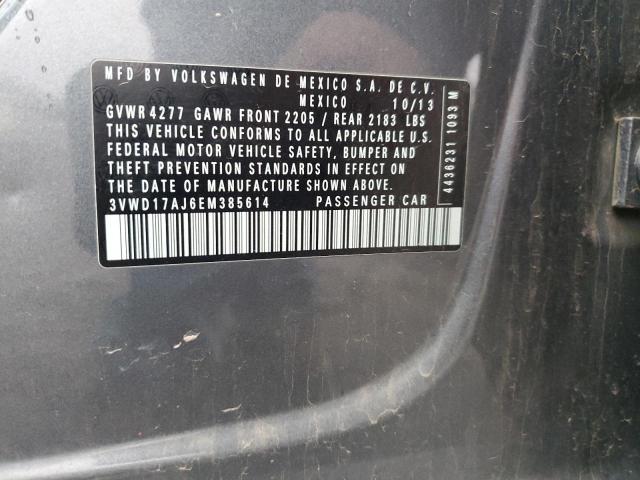 MFD BY VOLKSWAGEN DE MEXICO S.A. DE C.V.
MEXICO 10/13
GVWR 4277 GAWR FRONT 2205 / REAR 2183 LBS
THIS VEHICLE CONFORMS TO ALL APPLICABLE U.S.
FEDERAL MOTOR VEHICLE SAFETY, BUMPER AND
THEFT PREVENTION STANDARDS IN EFFECT ON
THE DATE OF MANUFACTURE SHOWN ABOVE.
3VWD17AJ6EM385614 PASSENGER CAR
4436231 1093 M